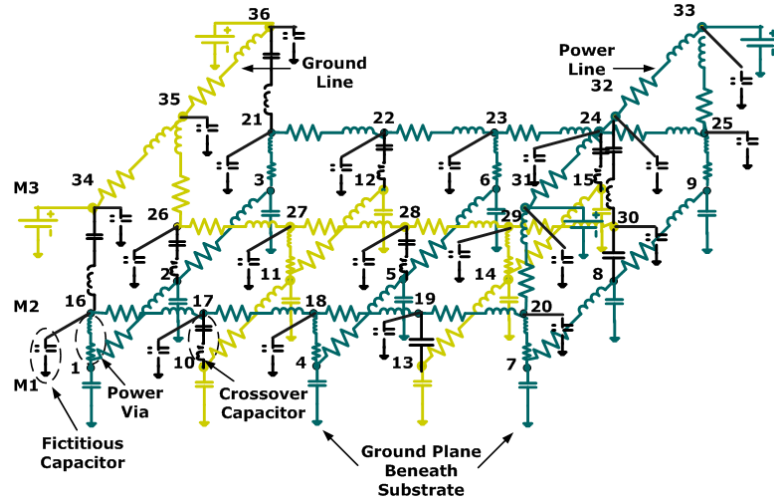 36
33
Ground
Line
Power
Line
32
35
21
22
23
24
25
M3
34
3
12
6
31
15
9
26
27
28
29
30
2
11
5
14
8
M2
16
17
18
19
20
1
10
4
13
7
M1
Power
Via
Crossover
Capacitor
Fictitious
Capacitor
Ground Plane
Beneath
Substrate